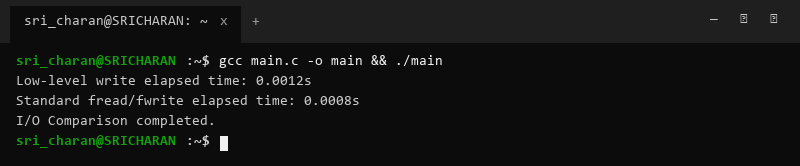 sri_charan@SRICHARAN: ~ x +
sri_charan@SRICHARAN :~$ gcc main.c -o main && ./main
Low-level write elapsed time: 0.0012s
Standard fread/fwrite elapsed time: 0.0008s
I/O Comparison completed.
sri_charan@SRICHARAN :~$